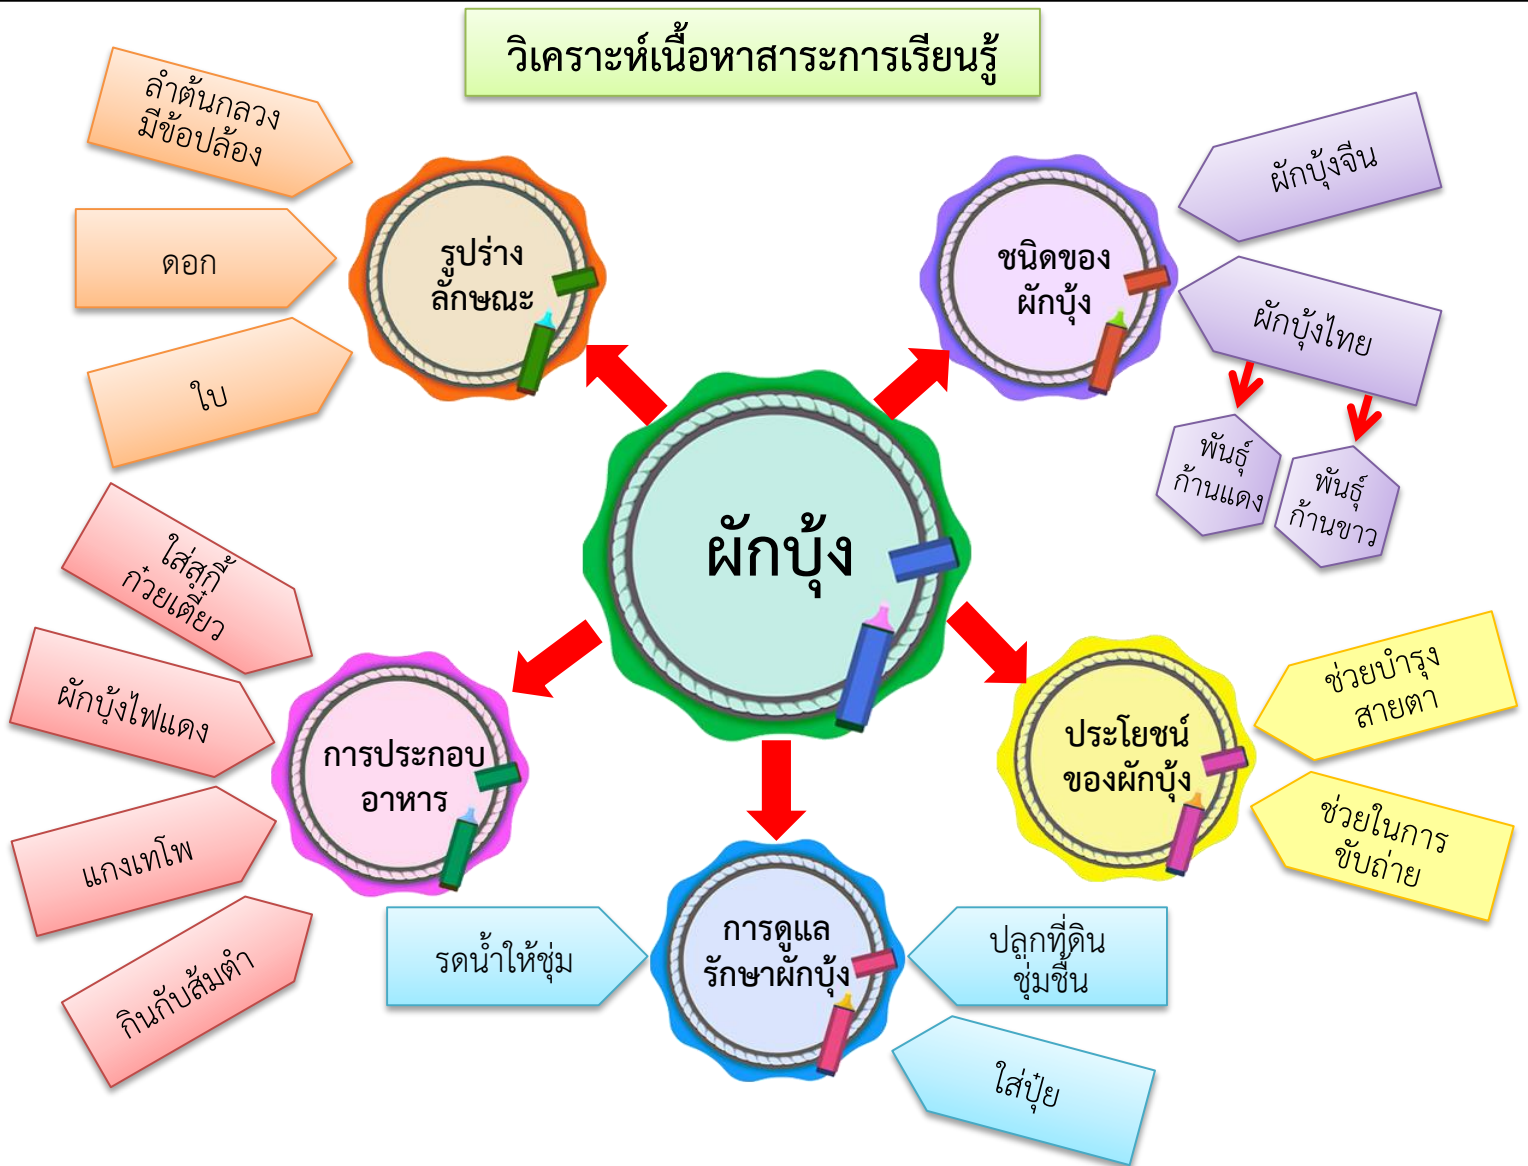 วิเคราะห์เนื้อหาสาระการเรียนรู้
ลำต้นกลวง
มีข้อปล้อง
ดอก
ใบ
รูปร่าง
ลักษณะ
ชนิดของ
ผักบุ้ง
ผักบุ้งจีน
ผักบุ้งไทย
พันธุ์
ก้านแดง
พันธุ์
ก้านขาว
ผักบุ้ง
ใส่สุกี้
ก๋วยเตี๋ยว
ผักบุ้งไฟแดง
แกงเทโพ
กินกับส้มตำ
การประกอบ
อาหาร
ประโยชน์
ของผักบุ้ง
ช่วยบำรุง
สายตา
ช่วยในการ
ขับถ่าย
รดน้ำให้ชุ่ม
การดูแล
รักษาผักบุ้ง
ปลูกที่ดิน
ชุ่มชื้น
ใส่ปุ๋ย